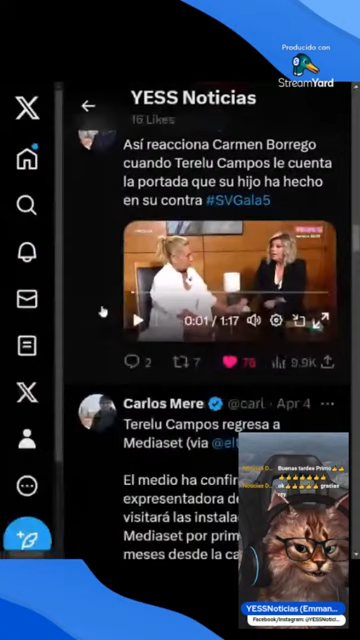 Producido con
StreamYard
YESS Noticias
16 Likes
Así reacciona Carmen Borrego
cuando Terelu Campos le cuenta
la portada que su hijo ha hecho
en su contra #SVGala5
0:01 / 1:17
2
7
76
9.9K
Carlos Mere @carl Apr 4 ...
Terelu Campos regresa a
Mediaset (via @elt
El medio ha confir
expresentadora de
visitará las instala
Mediaset por prim
meses desde la ca
Buenas tardes Primo
ok gracias
YESSNoticias (Emman...
Facebook/Instagram: @YESSNotici...